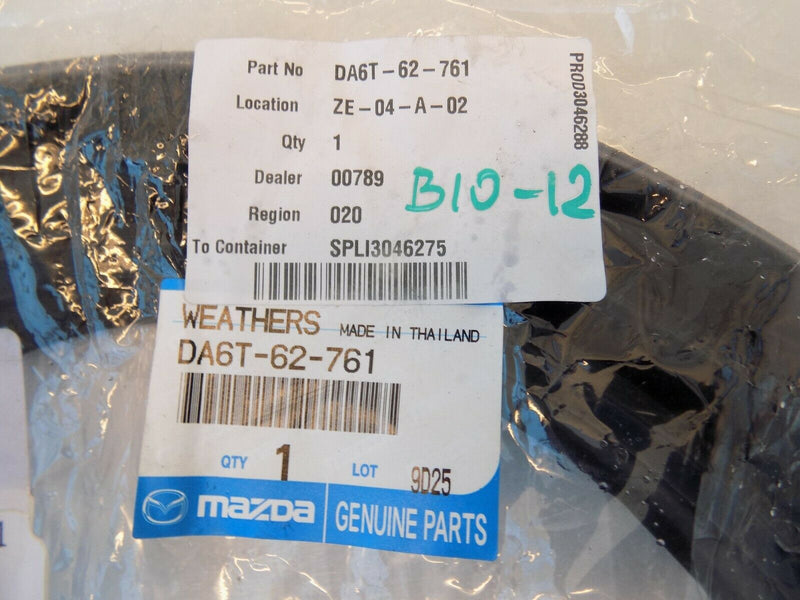 Part No DA6T-62-761
Location ZE-04-A-02
Qty 1
Dealer 00789
Region 020
To Container SPLI3046275
PROD3046288
B10-12
WEATHERS MADE IN THAILAND
DA6T-62-761
QTY 1 LOT 9D25
mazda GENUINE PARTS
1